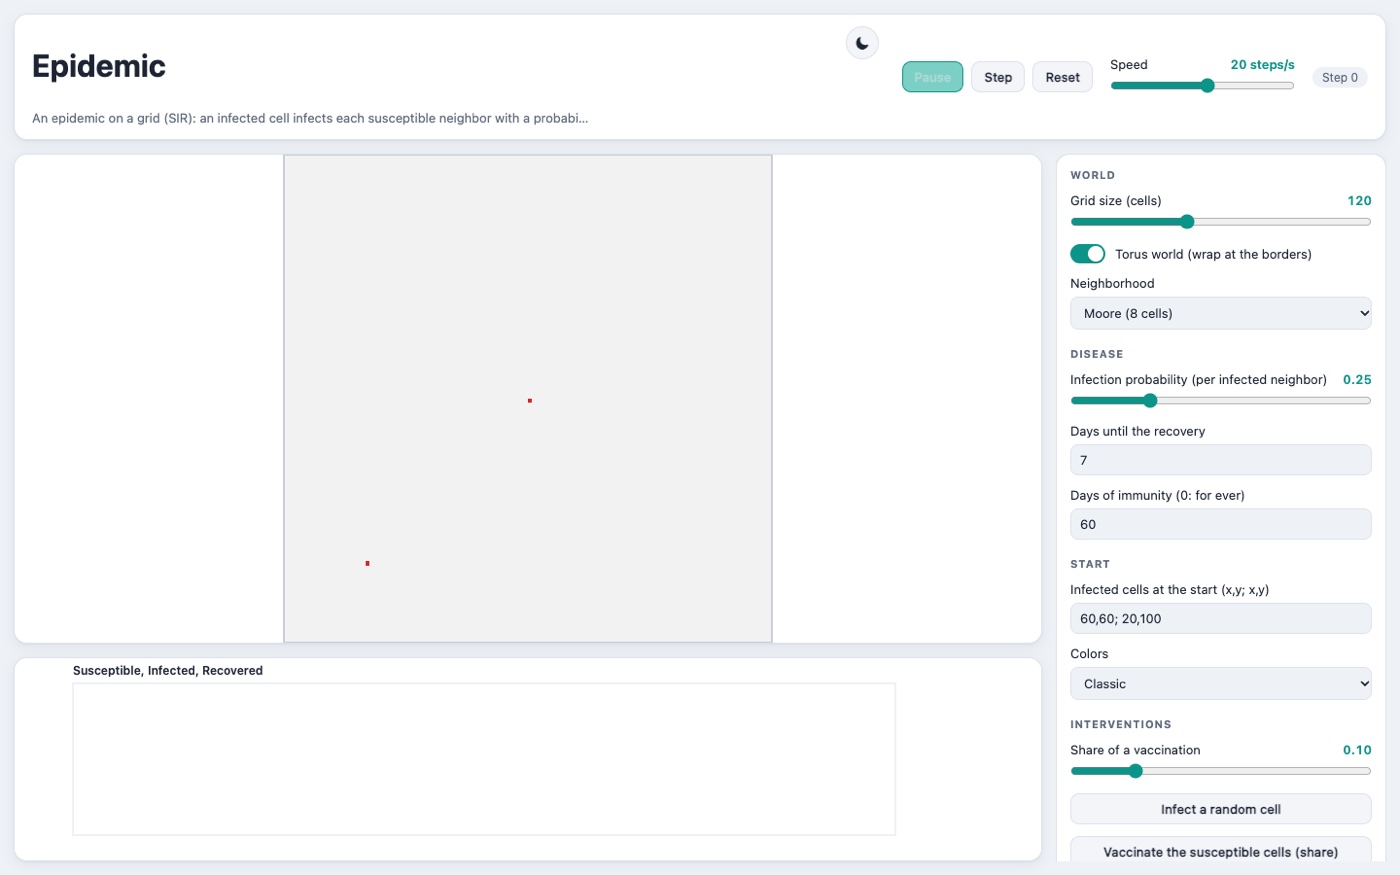 Epidemic
Pause
Step
Reset
Speed
20 steps/s
Step 0
An epidemic on a grid (SIR): an infected cell infects each susceptible neighbor with a probabi...
WORLD
Grid size (cells)
120
Torus world (wrap at the borders)
Neighborhood
Moore (8 cells)
DISEASE
Infection probability (per infected neighbor)
0.25
Days until the recovery
7
Days of immunity (0: for ever)
60
START
Infected cells at the start (x,y; x,y)
60,60; 20,100
Colors
Classic
INTERVENTIONS
Share of a vaccination
0.10
Infect a random cell
Vaccinate the susceptible cells (share)
Susceptible, Infected, Recovered